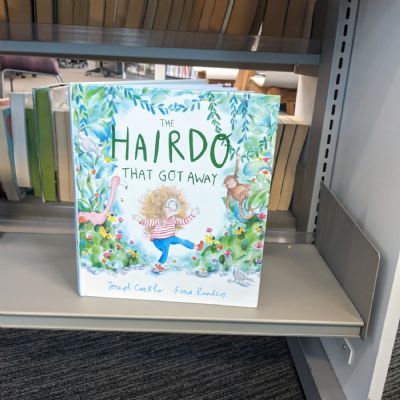 THE
HAIRDO
THAT GOT AWAY
Joseph Coelho Fiona Lumbers